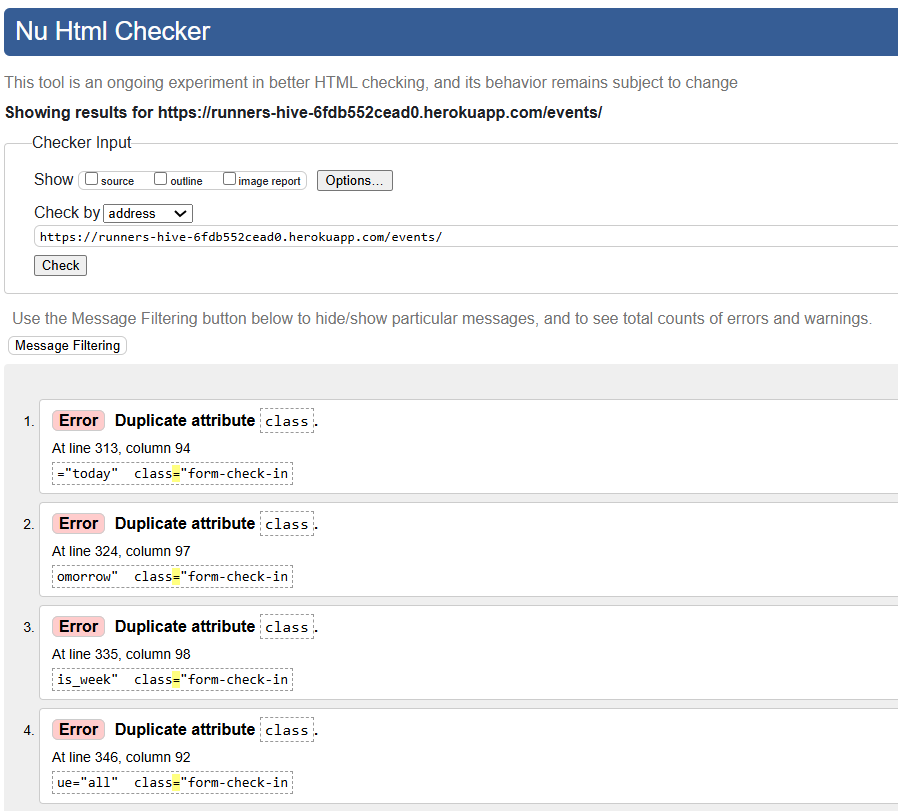 Nu Html Checker
This tool is an ongoing experiment in better HTML checking, and its behavior remains subject to change
Showing results for https://runners-hive-6fdb552cead0.herokuapp.com/events/
Checker Input
Show source outline image report Options...
Check by address
https://runners-hive-6fdb552cead0.herokuapp.com/events/
Check
Use the Message Filtering button below to hide/show particular messages, and to see total counts of errors and warnings.
Message Filtering
1. Error Duplicate attribute class.
At line 313, column 94
="today"  class="form-check-in
2. Error Duplicate attribute class.
At line 324, column 97
omorrow"  class="form-check-in
3. Error Duplicate attribute class.
At line 335, column 98
is_week"  class="form-check-in
4. Error Duplicate attribute class.
At line 346, column 92
ue="all"  class="form-check-in